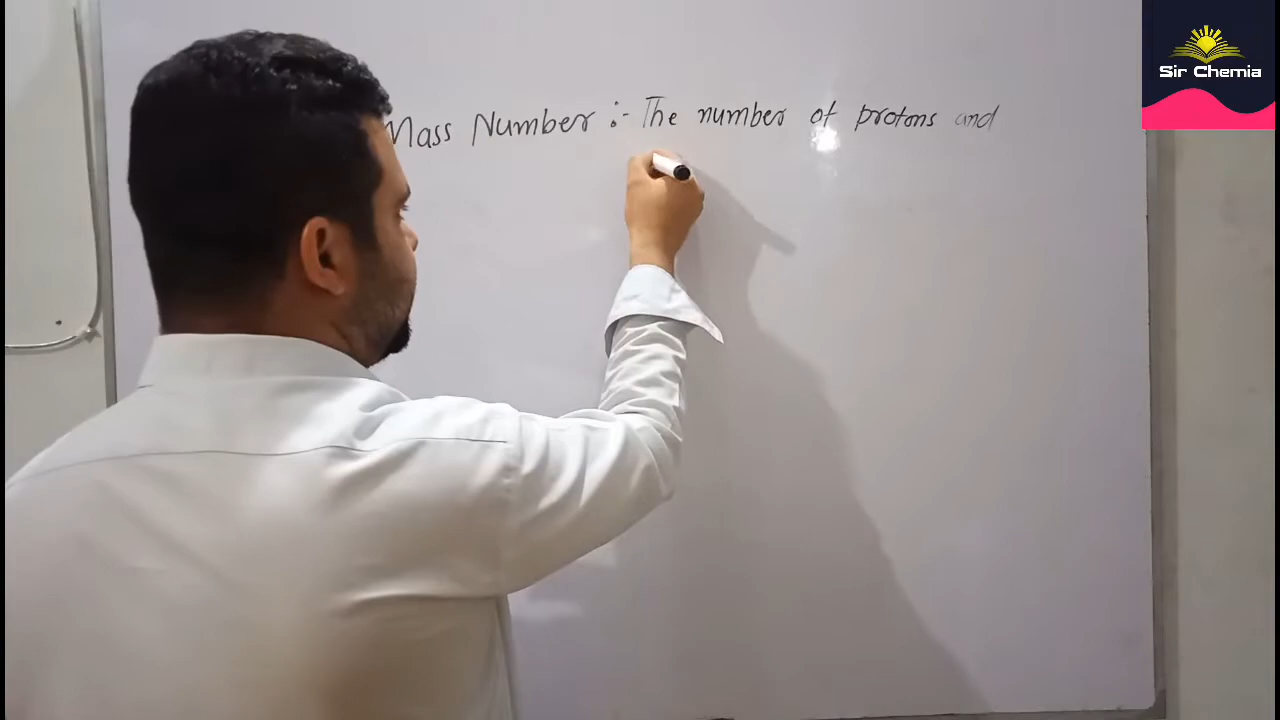 Sir Chemia
Mass Number :- The number of protons and